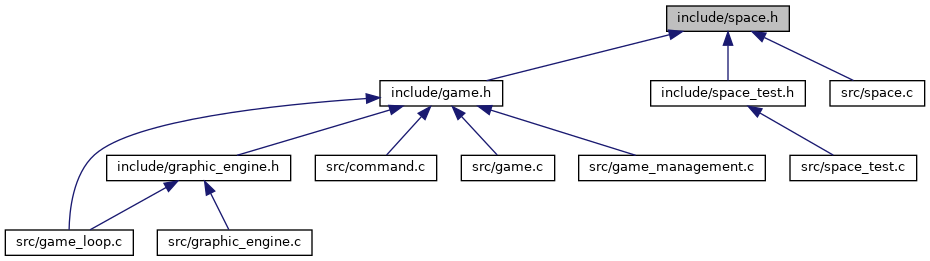 include/space.h
include/game.h
include/space_test.h
src/space.c
include/graphic_engine.h
src/command.c
src/game.c
src/game_management.c
src/space_test.c
src/game_loop.c
src/graphic_engine.c